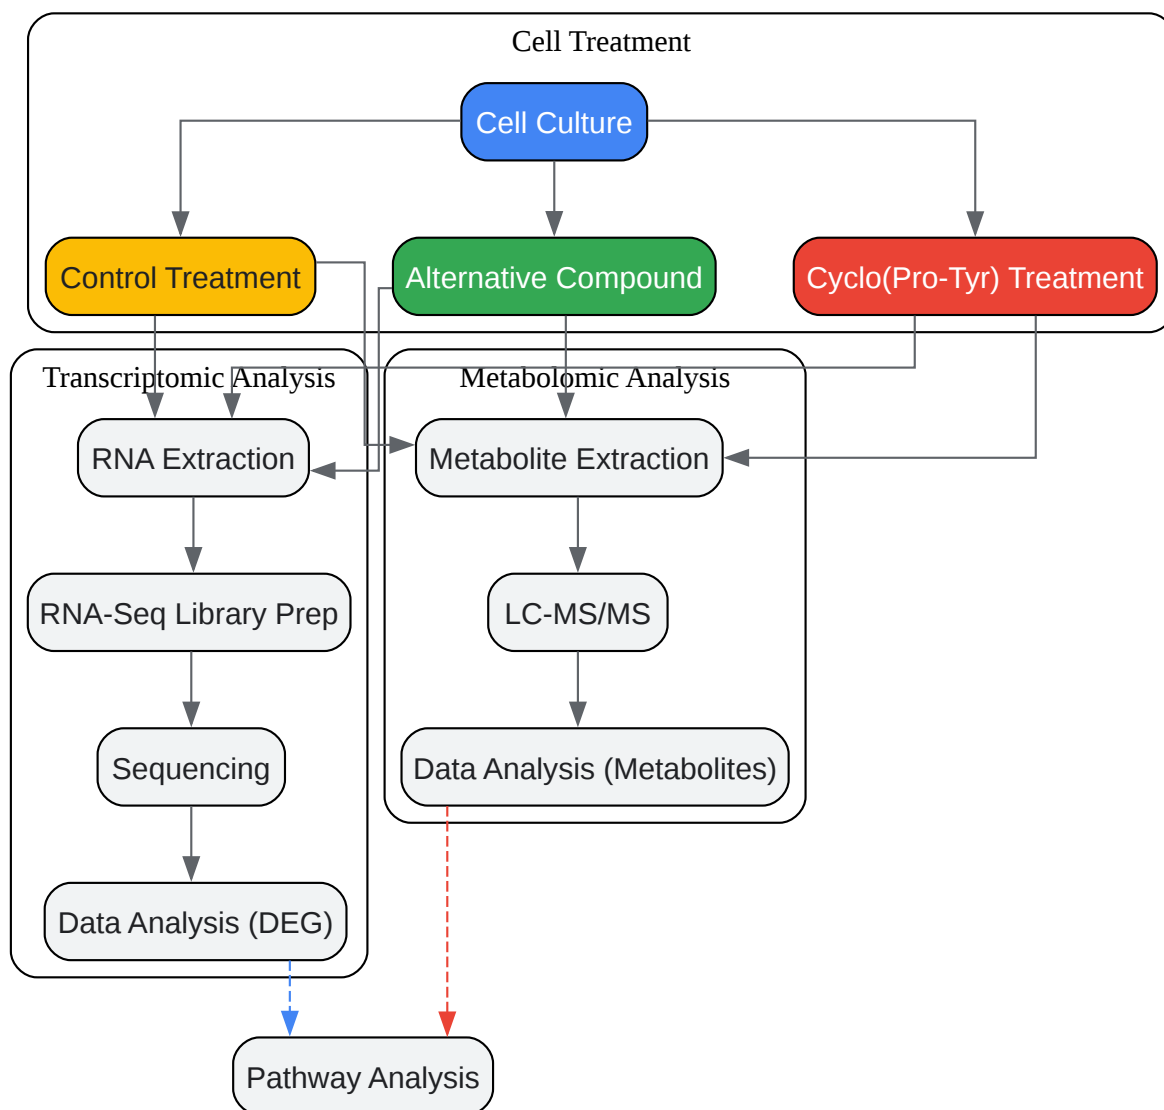 Cell Treatment
Cell Culture
Control Treatment
Alternative Compound
Cyclo(Pro-Tyr) Treatment
Transcriptomic Analysis
Metabolomic Analysis
RNA Extraction
Metabolite Extraction
RNA-Seq Library Prep
LC-MS/MS
Sequencing
Data Analysis (Metabolites)
Data Analysis (DEG)
Pathway Analysis